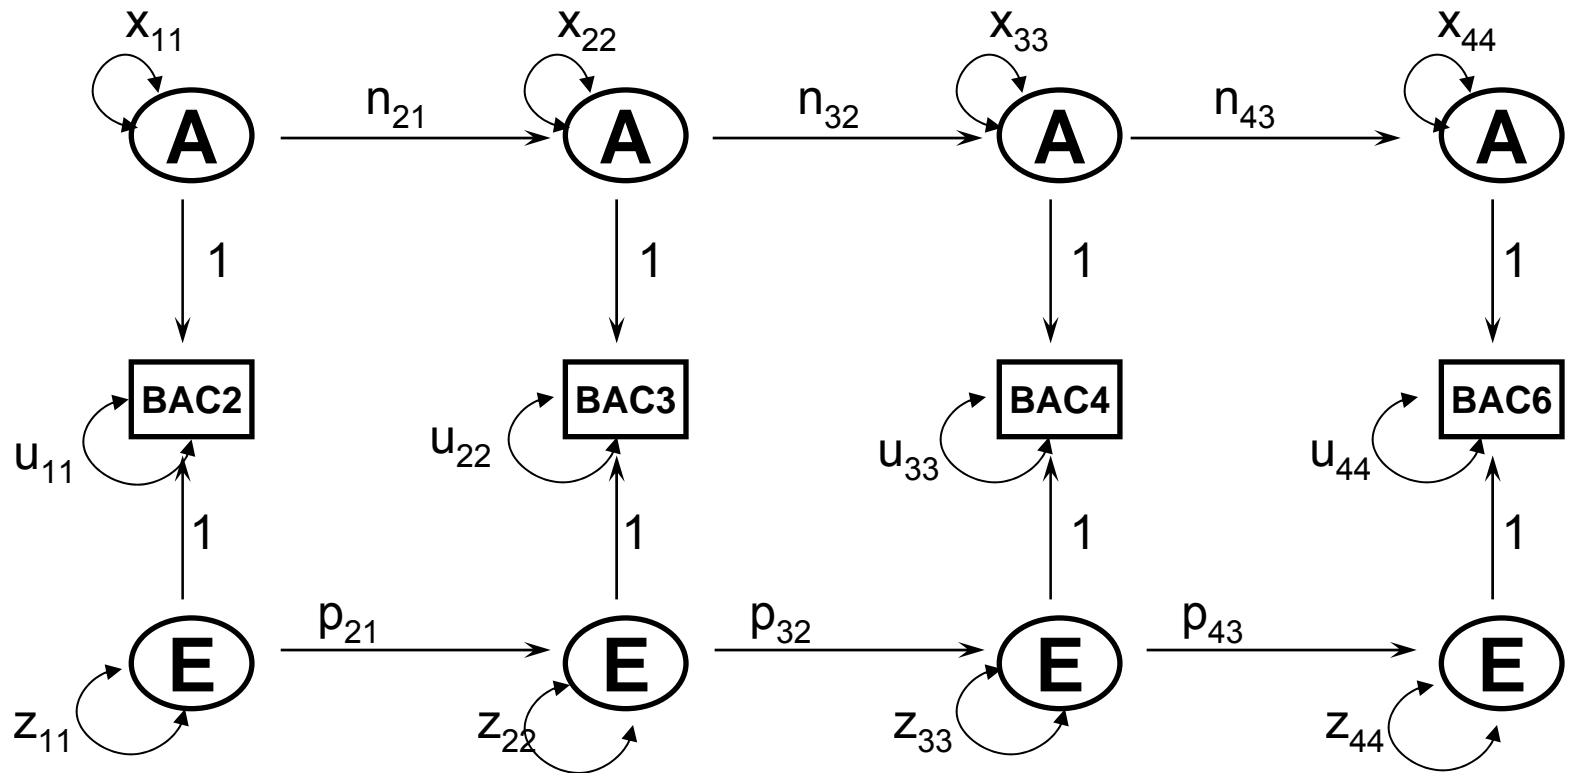 x11 x22 x33 x44
n21 n32 n43
A A A A
1 1 1 1
BAC2 BAC3 BAC4 BAC6
u11 u22 u33 u44
1 1 1 1
p21 p32 p43
E E E E
z11 z22 z33 z44